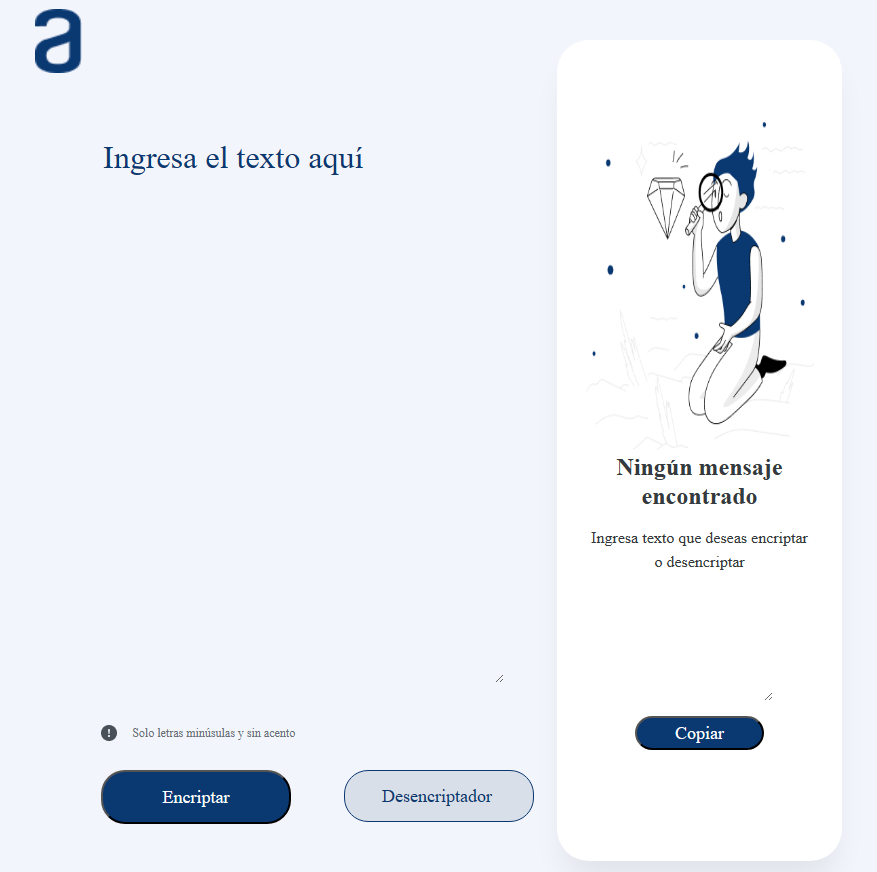 a
Ingresa el texto aquí
Ningún mensaje
encontrado
Ingresa texto que deseas encriptar
o desencriptar
Solo letras minúsulas y sin acento
Copiar
Encriptar
Desencriptador